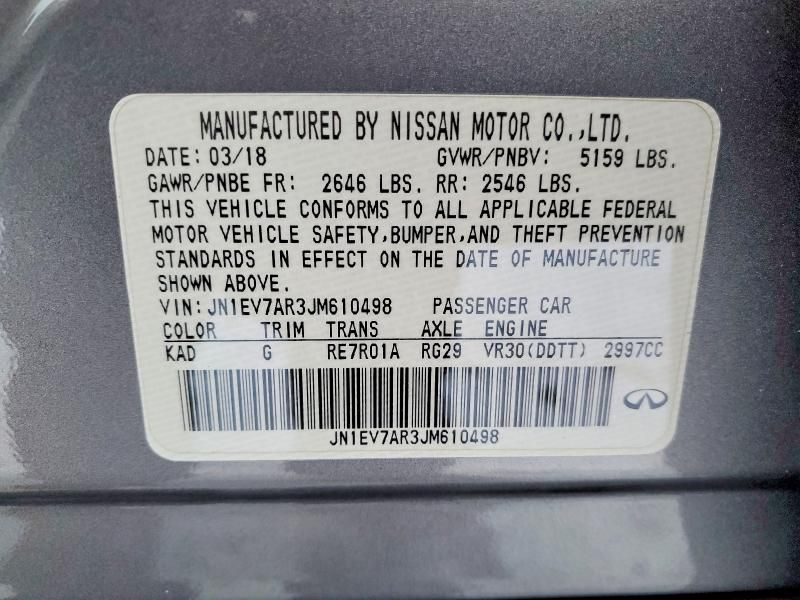 MANUFACTURED BY NISSAN MOTOR CO.,LTD.
DATE: 03/18 GVWR/PNBV: 5159 LBS.
GAWR/PNBE FR: 2646 LBS. RR: 2546 LBS.
THIS VEHICLE CONFORMS TO ALL APPLICABLE FEDERAL
MOTOR VEHICLE SAFETY,BUMPER,AND THEFT PREVENTION
STANDARDS IN EFFECT ON THE DATE OF MANUFACTURE
SHOWN ABOVE.
VIN:JN1EV7AR3JM610498 PASSENGER CAR
COLOR TRIM TRANS AXLE ENGINE
KAD G RE7R01A RG29 VR30(DDTT) 2997CC
JN1EV7AR3JM610498